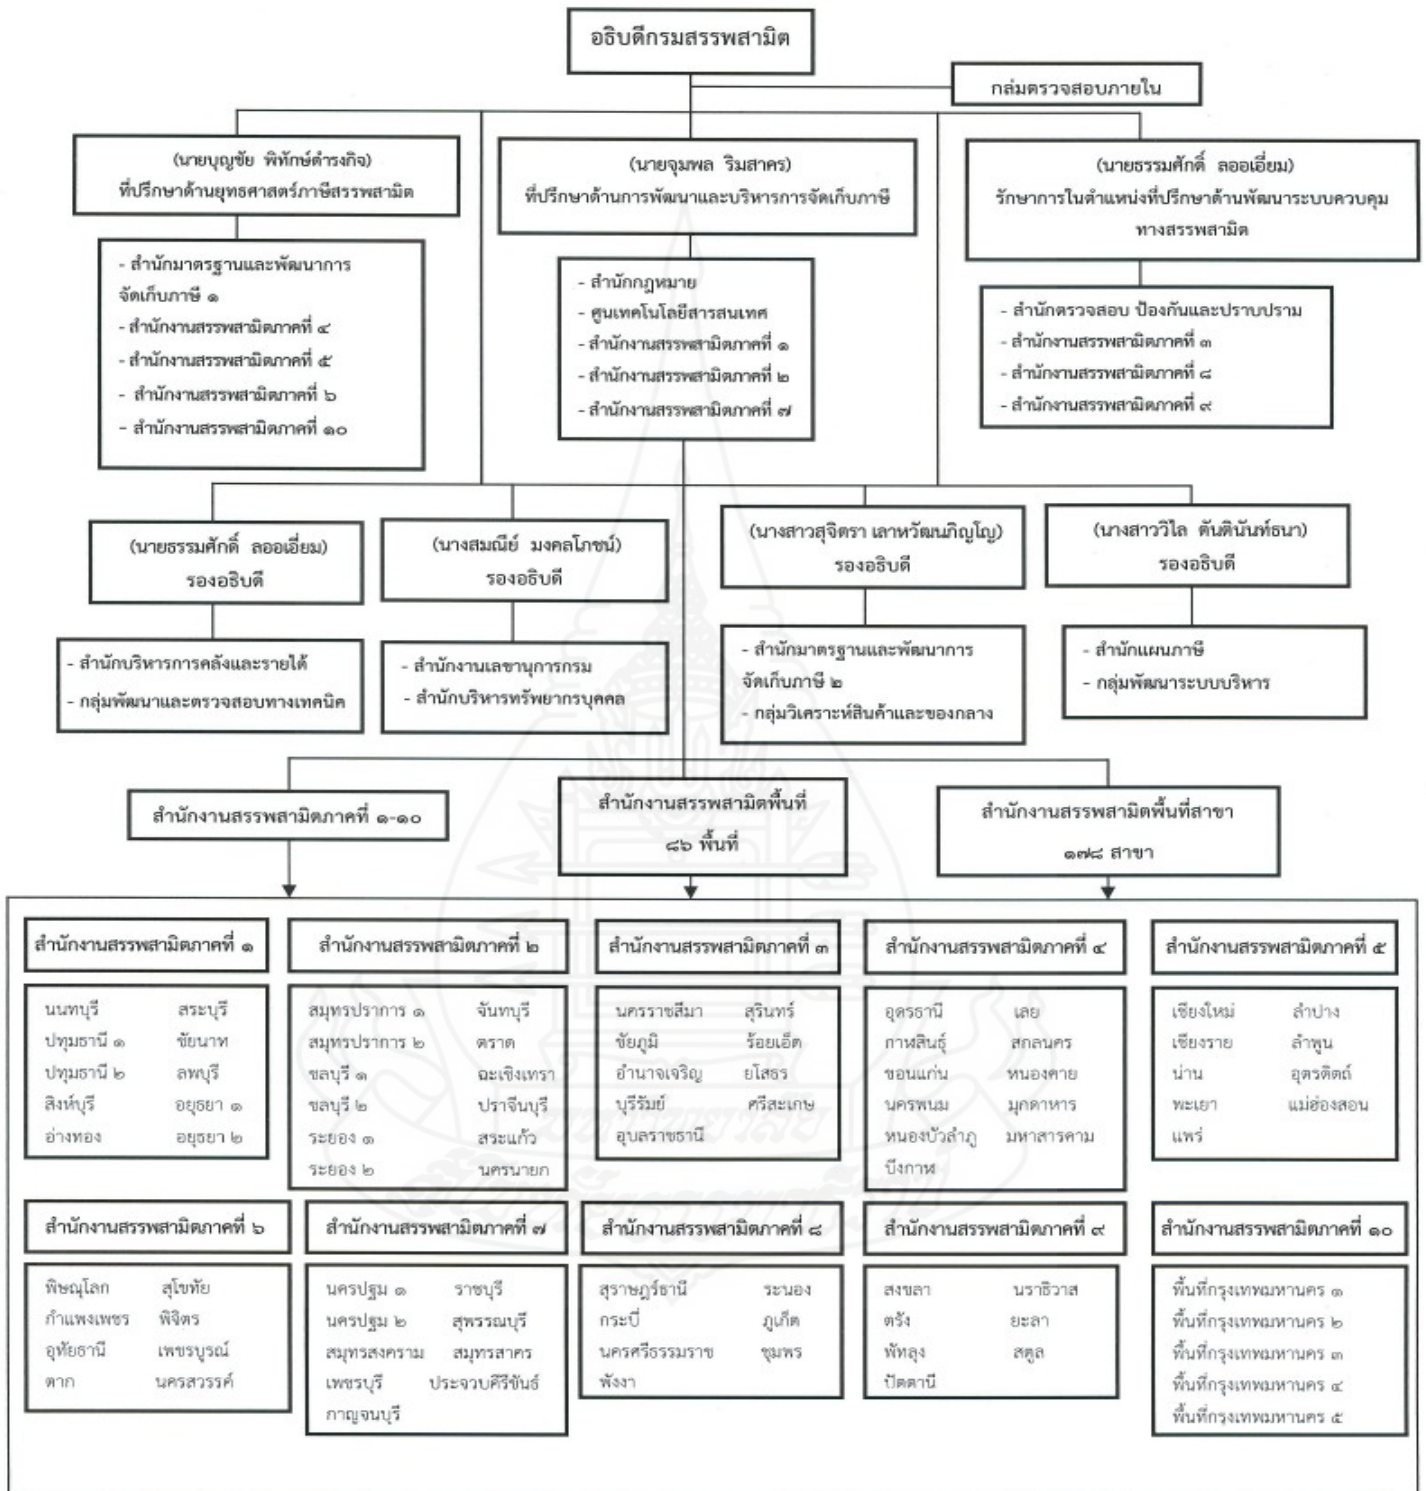 อธิบดีกรมสรรพสามิต
กลุ่มตรวจสอบภายใน
(นายบุญชัย พิทักษ์ดำรงกิจ)
ที่ปรึกษาด้านยุทธศาสตร์ภาษีสรรพสามิต
(นายจุมพล ริมสาคร)
ที่ปรึกษาด้านการพัฒนาและบริหารการจัดเก็บภาษี
(นายธรรมศักดิ์ ลออเอี่ยม)
รักษาการในตำแหน่งที่ปรึกษาด้านพัฒนาระบบควบคุม
ทางสรรพสามิต
- สำนักมาตรฐานและพัฒนาการ
จัดเก็บภาษี ๑
- สำนักงานสรรพสามิตภาคที่ ๔
- สำนักงานสรรพสามิตภาคที่ ๕
- สำนักงานสรรพสามิตภาคที่ ๖
- สำนักงานสรรพสามิตภาคที่ ๑๐
- สำนักกฎหมาย
- ศูนเทคโนโลยีสารสนเทศ
- สำนักงานสรรพสามิตภาคที่ ๑
- สำนักงานสรรพสามิตภาคที่ ๒
- สำนักงานสรรพสามิตภาคที่ ๗
- สำนักตรวจสอบ ป้องกันและปราบปราม
- สำนักงานสรรพสามิตภาคที่ ๓
- สำนักงานสรรพสามิตภาคที่ ๘
- สำนักงานสรรพสามิตภาคที่ ๙
(นายธรรมศักดิ์ ลออเอี่ยม)
รองอธิบดี
(นางสมณีย์ มงคลโภชน์)
รองอธิบดี
(นางสาวสุจิตรา เลาหวัฒนภิญโญ)
รองอธิบดี
(นางสาววิไล ตันตินันท์ธนา)
รองอธิบดี
- สำนักบริหารการคลังและรายได้
- กลุ่มพัฒนาและตรวจสอบทางเทคนิค
- สำนักงานเลขานุการกรม
- สำนักบริหารทรัพยากรบุคคล
- สำนักมาตรฐานและพัฒนาการ
จัดเก็บภาษี ๒
- กลุ่มวิเคราะห์สินค้าและของกลาง
- สำนักแผนภาษี
- กลุ่มพัฒนาระบบบริหาร
สำนักงานสรรพสามิตภาคที่ ๑-๑๐
สำนักงานสรรพสามิตพื้นที่
๘๖ พื้นที่
สำนักงานสรรพสามิตพื้นที่สาขา
๑๗๘ สาขา
สำนักงานสรรพสามิตภาคที่ ๑
นนทบุรี สระบุรี
ปทุมธานี ๑ ชัยนาท
ปทุมธานี ๒ ลพบุรี
สิงห์บุรี อยุธยา ๑
อ่างทอง อยุธยา ๒
สำนักงานสรรพสามิตภาคที่ ๒
สมุทรปราการ ๑ จันทบุรี
สมุทรปราการ ๒ ตราด
ชลบุรี ๑ ฉะเชิงเทรา
ชลบุรี ๒ ปราจีนบุรี
ระยอง ๑ สระแก้ว
ระยอง ๒ นครนายก
สำนักงานสรรพสามิตภาคที่ ๓
นครราชสีมา สุรินทร์
ชัยภูมิ ร้อยเอ็ด
อำนาจเจริญ ยโสธร
บุรีรัมย์ ศรีสะเกษ
อุบลราชธานี
สำนักงานสรรพสามิตภาคที่ ๔
อุดรธานี เลย
กาฬสินธุ์ สกลนคร
ขอนแก่น หนองคาย
นครพนม มุกดาหาร
หนองบัวลำภู มหาสารคาม
บึงกาฬ
สำนักงานสรรพสามิตภาคที่ ๕
เชียงใหม่ ลำปาง
เชียงราย ลำพูน
น่าน อุตรดิตถ์
พะเยา แม่ฮ่องสอน
แพร่
สำนักงานสรรพสามิตภาคที่ ๖
พิษณุโลก สุโขทัย
กำแพงเพชร พิจิตร
อุทัยธานี เพชรบูรณ์
ตาก นครสวรรค์
สำนักงานสรรพสามิตภาคที่ ๗
นครปฐม ๑ ราชบุรี
นครปฐม ๒ สุพรรณบุรี
สมุทรสงคราม สมุทรสาคร
เพชรบุรี ประจวบคีรีขันธ์
กาญจนบุรี
สำนักงานสรรพสามิตภาคที่ ๘
สุราษฎร์ธานี ระนอง
กระบี่ ภูเก็ต
นครศรีธรรมราช ชุมพร
พังงา
สำนักงานสรรพสามิตภาคที่ ๙
สงขลา นราธิวาส
ตรัง ยะลา
พัทลุง สตูล
ปัตตานี
สำนักงานสรรพสามิตภาคที่ ๑๐
พื้นที่กรุงเทพมหานคร ๑
พื้นที่กรุงเทพมหานคร ๒
พื้นที่กรุงเทพมหานคร ๓
พื้นที่กรุงเทพมหานคร ๔
พื้นที่กรุงเทพมหานคร ๕